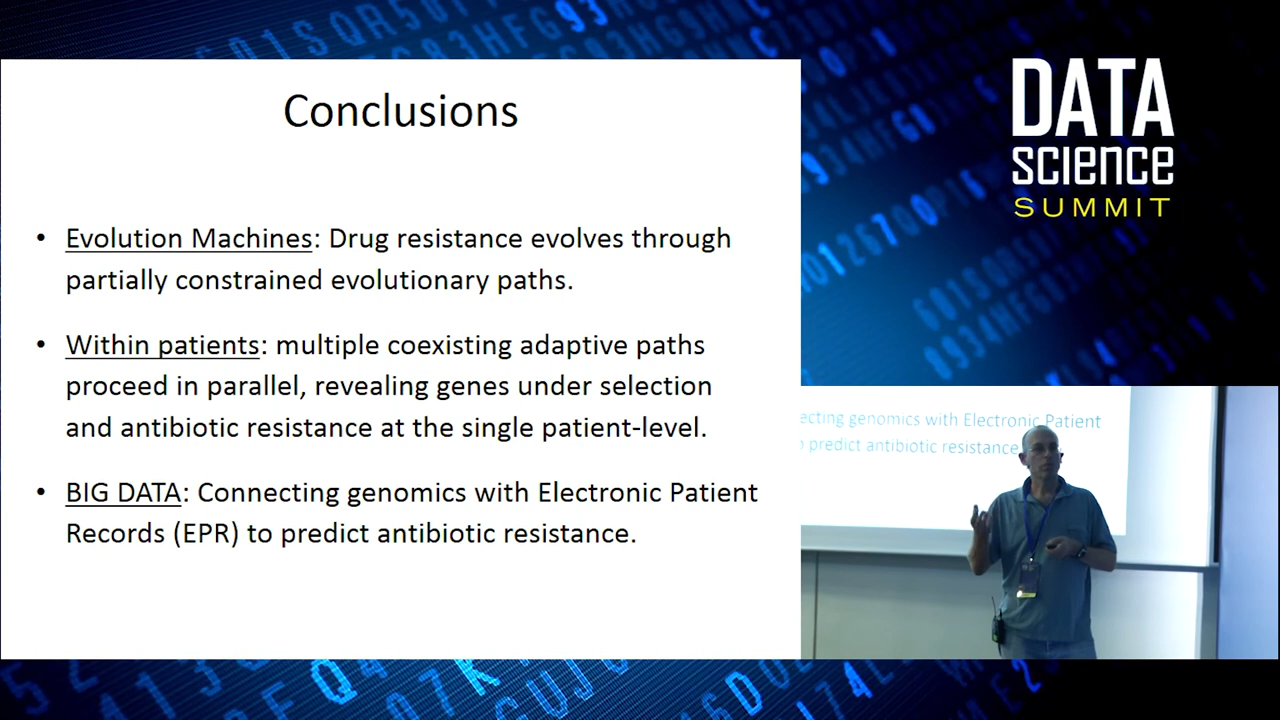 Conclusions
• Evolution Machines: Drug resistance evolves through
partially constrained evolutionary paths.
• Within patients: multiple coexisting adaptive paths
proceed in parallel, revealing genes under selection
and antibiotic resistance at the single patient-level.
• BIG DATA: Connecting genomics with Electronic Patient
Records (EPR) to predict antibiotic resistance.
DATA
science
SUMMIT
genomics with Electronic Patient
predict antibiotic resistance